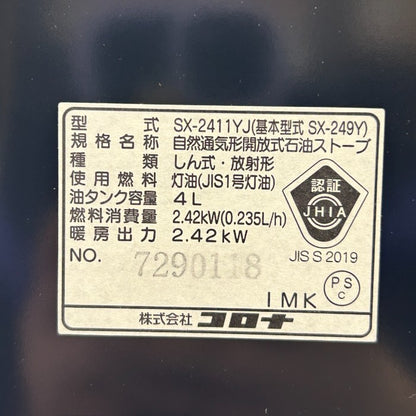 型式 SX-2411YJ(基本型式 SX-249Y)
規格名称 自然通気形開放式石油ストーブ
種類 しん式・放射形
使用燃料 灯油(JIS1号灯油)
油タンク容量 4L
燃料消費量 2.42kW(0.235L/h)
暖房出力 2.42kW
NO. 7290118
認証
JHIA
JIS S 2019
1MK
PS
C
株式会社 コロナ